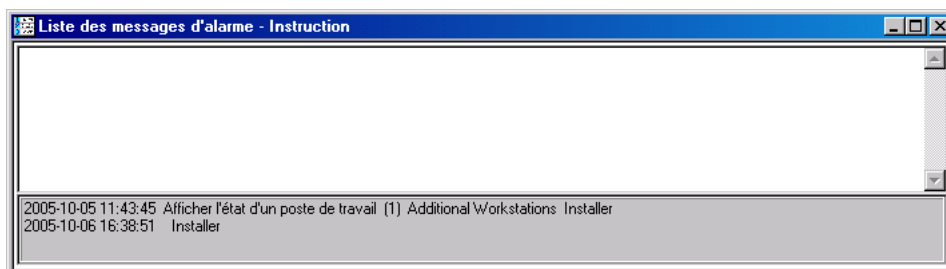 Liste des messages d'alarme - Instruction
2005-10-05 11:43:45 Afficher l'état d'un poste de travail (1) Additional Workstations Installer
2005-10-06 16:38:51 Installer